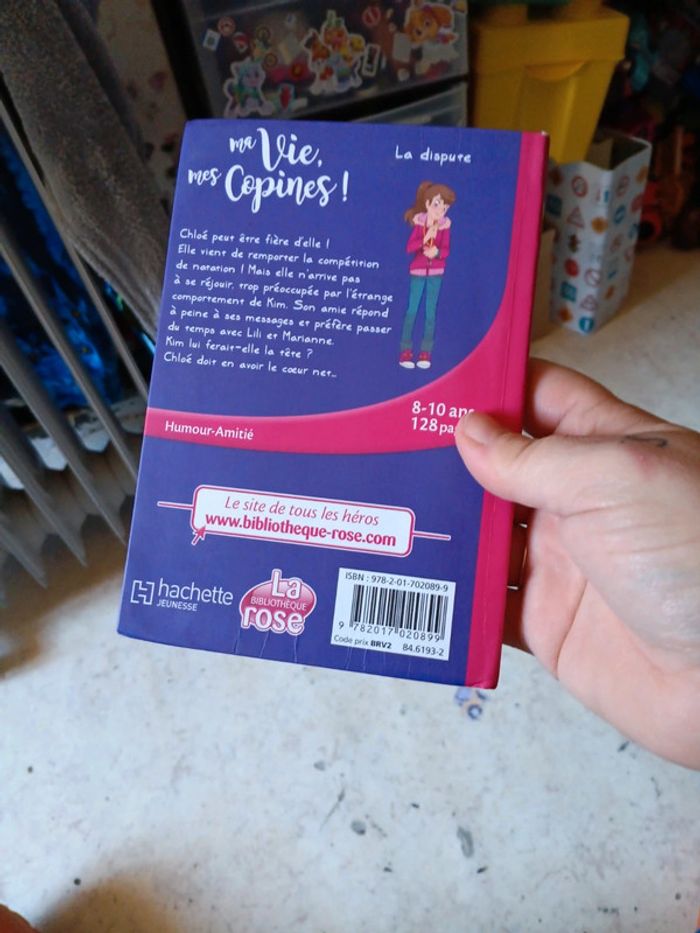 ma Vie,
mes Copines !
La dispute
Chloé peut être fière d'elle !
Elle vient de remporter la compétition
de natation ! Mais elle n'arrive pas
à se réjouir, trop préoccupée par l'étrange
comportement de Kim. Son amie répond
à peine à ses messages et préfère passer
du temps avec Lili et Marianne.
Kim lui ferait-elle la tête ?
Chloé doit en avoir le cœur net...
8-10 ans
128
Humour-Amitié
Le site de tous les héros
www.bibliotheque-rose.com
hachette
JEUNESSE
La
BIBLIOTHÈQUE
rose
ISBN : 978-2-01-702089-9
9 782017 020899
Code prix BRV2 84.6193-2